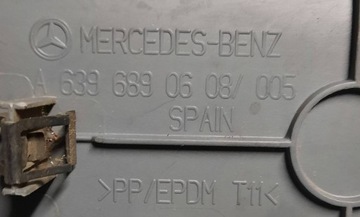 MERCEDES-BENZ
A 639 689 06 08/ 005
SPAIN
>PP/EPDM T11<